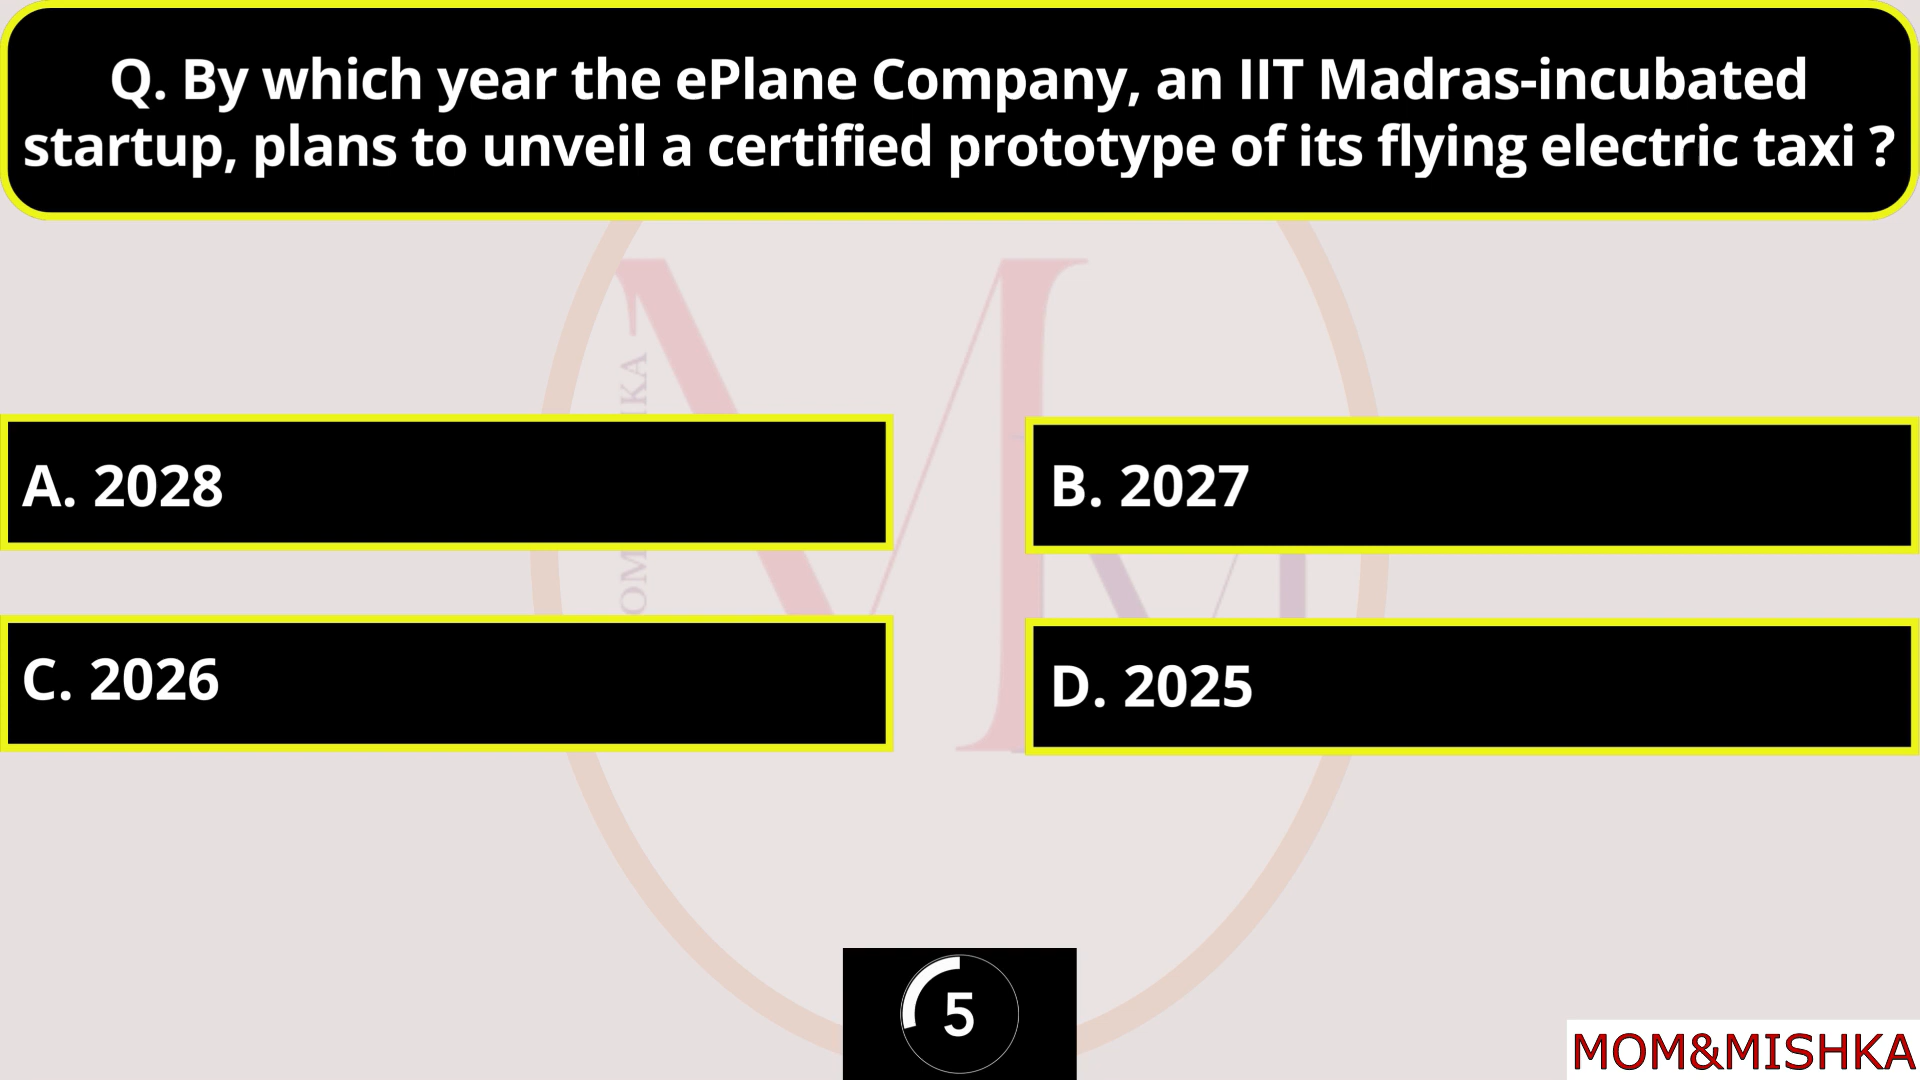 Q. By which year the ePlane Company, an IIT Madras-incubated
startup, plans to unveil a certified prototype of its flying electric taxi ?
A. 2028
B. 2027
C. 2026
D. 2025
5
MOM&MISHKA